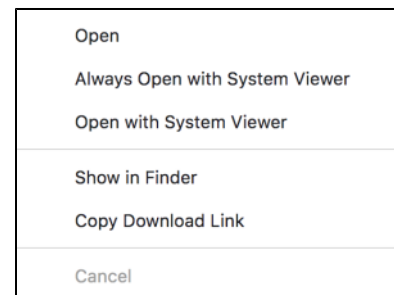 Open
Always Open with System Viewer
Open with System Viewer
Show in Finder
Copy Download Link
Cancel